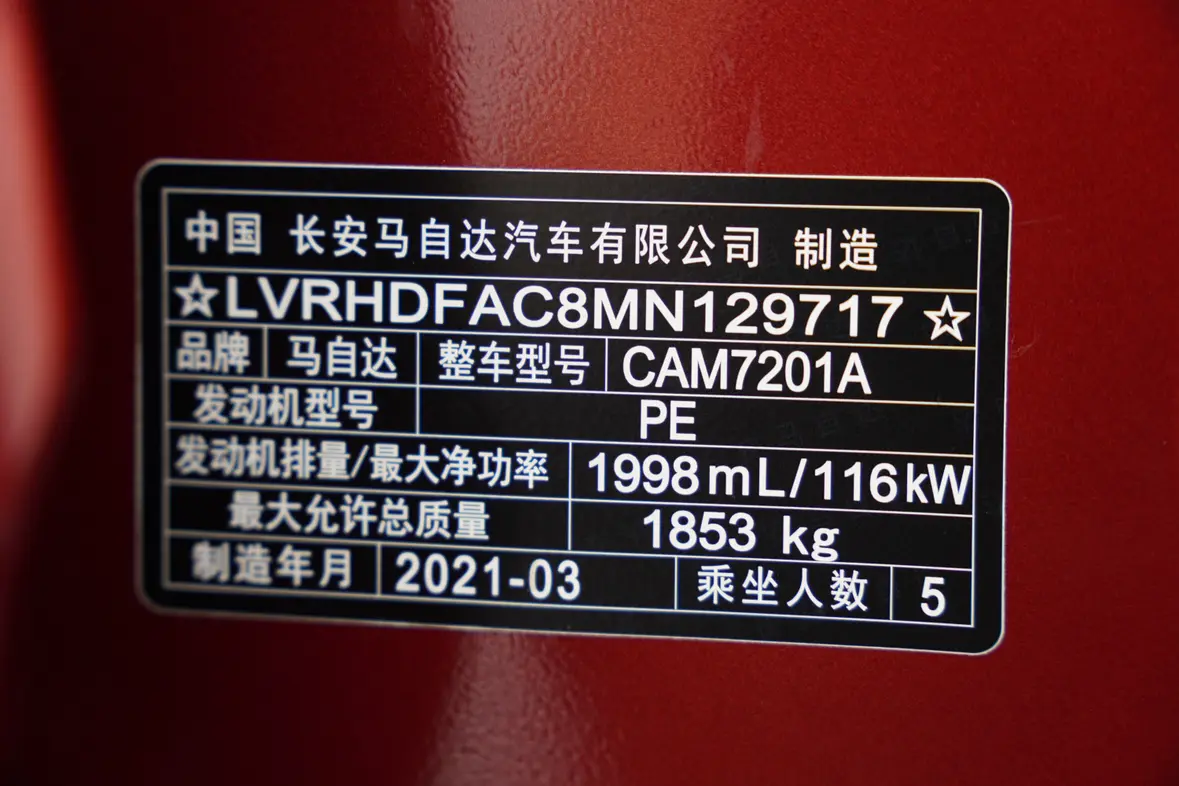 中国 长安马自达汽车有限公司 制造
☆LVRHDFAC8MN129717☆
品牌 马自达 整车型号 CAM7201A
发动机型号 PE
发动机排量/最大净功率 1998mL/116kW
最大允许总质量 1853 kg
制造年月 2021-03 乘坐人数 5